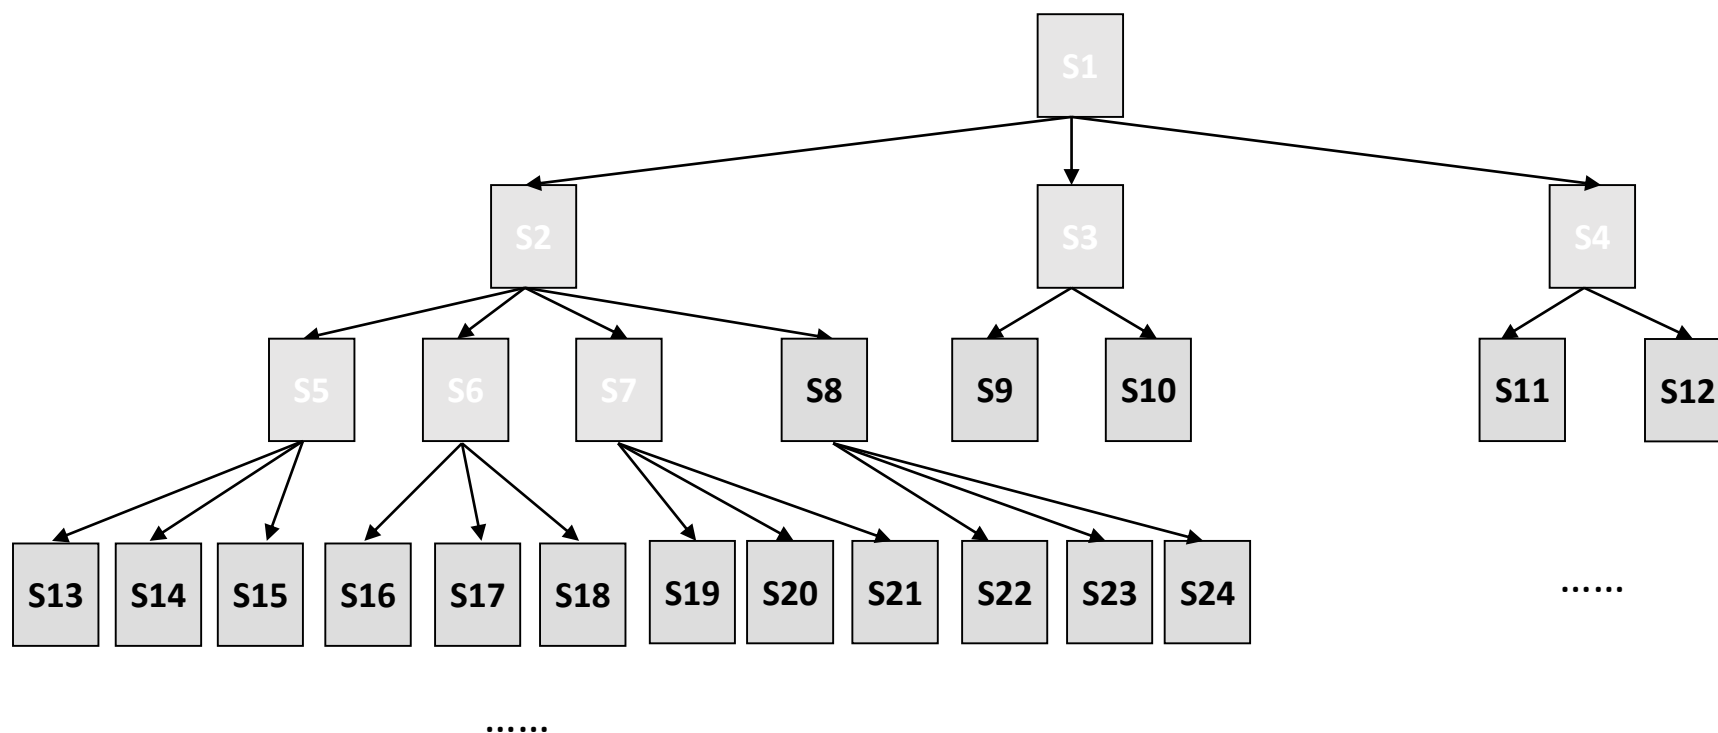 S1
S2 S3 S4
S5 S6 S7 S8 S9 S10 S11 S12
S13 S14 S15 S16 S17 S18 S19 S20 S21 S22 S23 S24 ......
......